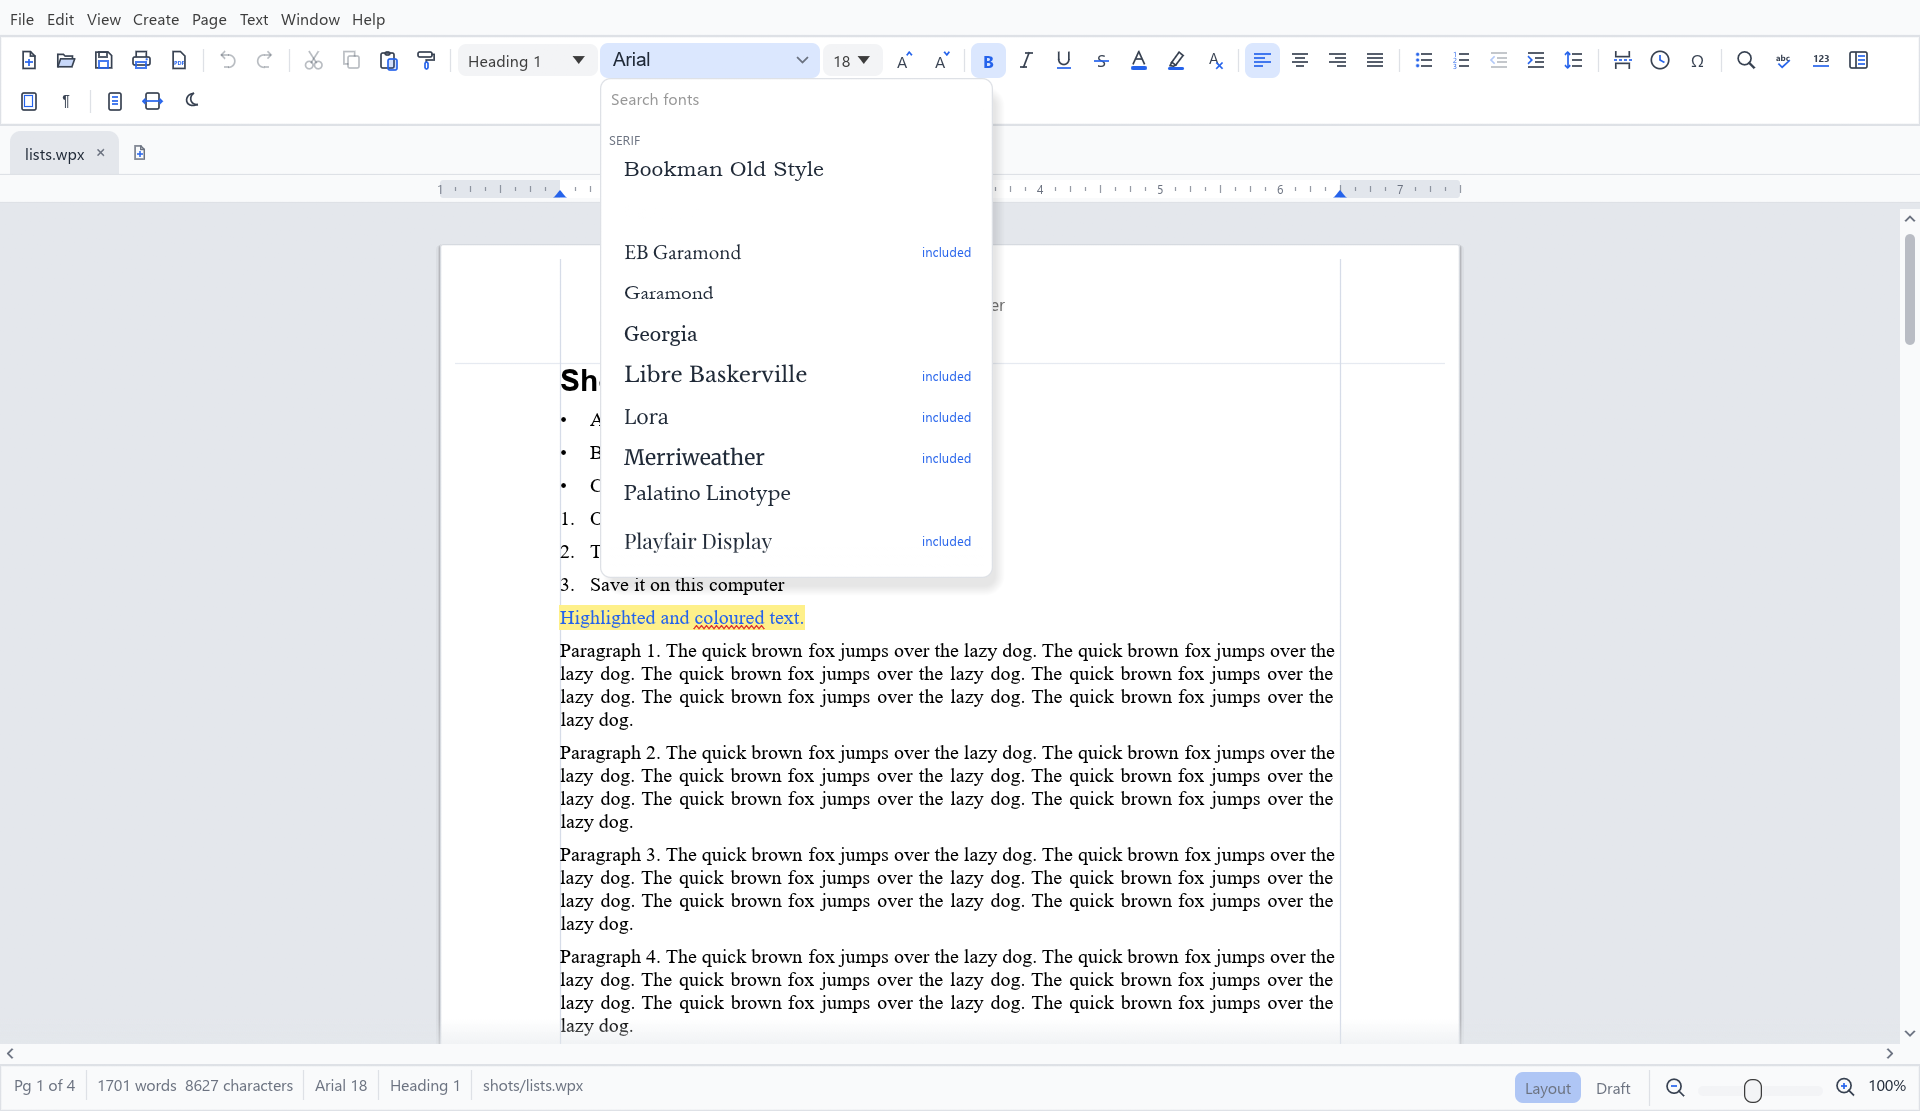 File Edit View Create Page Text Window Help
Heading 1 Arial 18 B I U S A abc 123
Search fonts
lists.wpx
SERIF
Bookman Old Style
1 4 5 6 7
EB Garamond included
Garamond
er
Georgia
Libre Baskerville included
Sh
Lora included
• A
Merriweather included
• B
Palatino Linotype
• C
1. O
Playfair Display included
2. T
3. Save it on this computer
Highlighted and coloured text.
Paragraph 1. The quick brown fox jumps over the lazy dog. The quick brown fox jumps over the
lazy dog. The quick brown fox jumps over the lazy dog. The quick brown fox jumps over the
lazy dog. The quick brown fox jumps over the lazy dog. The quick brown fox jumps over the
lazy dog.
Paragraph 2. The quick brown fox jumps over the lazy dog. The quick brown fox jumps over the
lazy dog. The quick brown fox jumps over the lazy dog. The quick brown fox jumps over the
lazy dog. The quick brown fox jumps over the lazy dog. The quick brown fox jumps over the
lazy dog.
Paragraph 3. The quick brown fox jumps over the lazy dog. The quick brown fox jumps over the
lazy dog. The quick brown fox jumps over the lazy dog. The quick brown fox jumps over the
lazy dog. The quick brown fox jumps over the lazy dog. The quick brown fox jumps over the
lazy dog.
Paragraph 4. The quick brown fox jumps over the lazy dog. The quick brown fox jumps over the
lazy dog. The quick brown fox jumps over the lazy dog. The quick brown fox jumps over the
lazy dog. The quick brown fox jumps over the lazy dog. The quick brown fox jumps over the
lazy dog.
Pg 1 of 4 1701 words 8627 characters Arial 18 Heading 1 shots/lists.wpx Layout Draft 100%